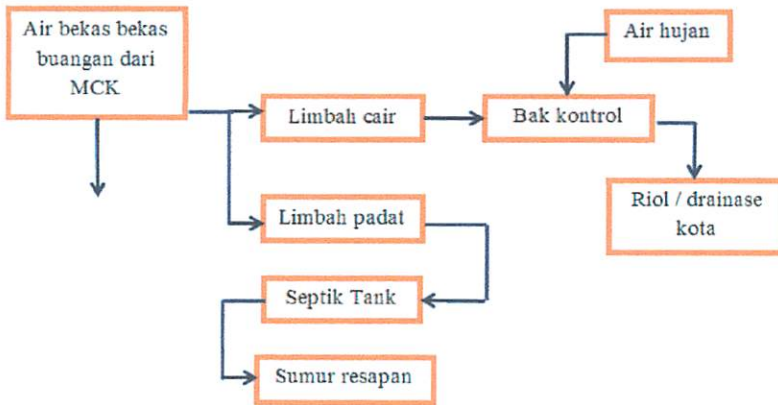 Air bekas bekas
buangan dari
MCK
Air hujan
Limbah cair
Bak kontrol
Limbah padat
Riol / drainase
kota
Septik Tank
Sumur resapan